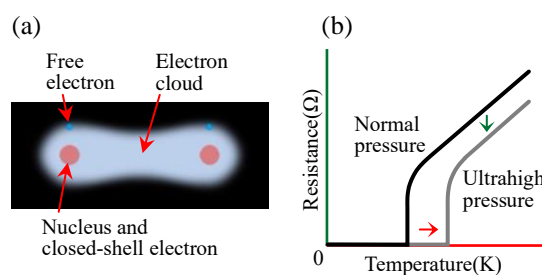 (a)
Free
electron
Electron
cloud
Nucleus and
closed-shell electron
(b)
Resistance(Ω)
Normal
pressure
Ultrahigh
pressure
0
Temperature(K)